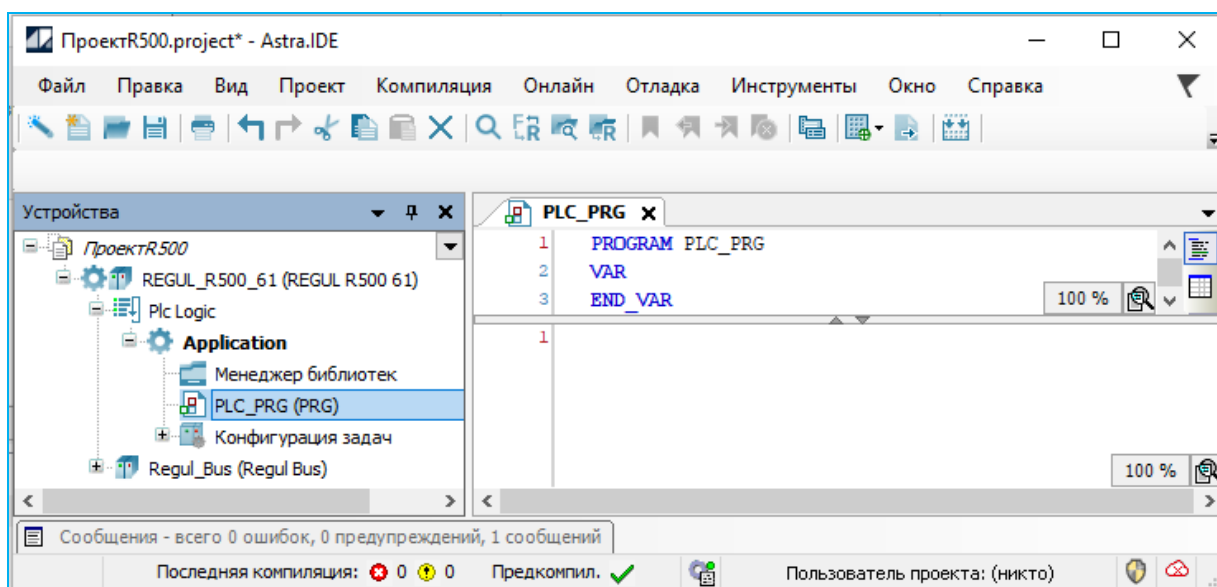 ПроектR500.project* - Astra.IDE
Файл Правка Вид Проект Компиляция Онлайн Отладка Инструменты Окно Справка
Устройства
ПроектR500
REGUL_R500_61 (REGUL R500 61)
Plc Logic
Application
Менеджер библиотек
PLC_PRG (PRG)
Конфигурация задач
Regul_Bus (Regul Bus)
PLC_PRG
1 PROGRAM PLC_PRG
2 VAR
3 END_VAR
100 %
1
100 %
Сообщения - всего 0 ошибок, 0 предупреждений, 1 сообщений
Последняя компиляция: 0 0 Предкомпил. Пользователь проекта: (никто)